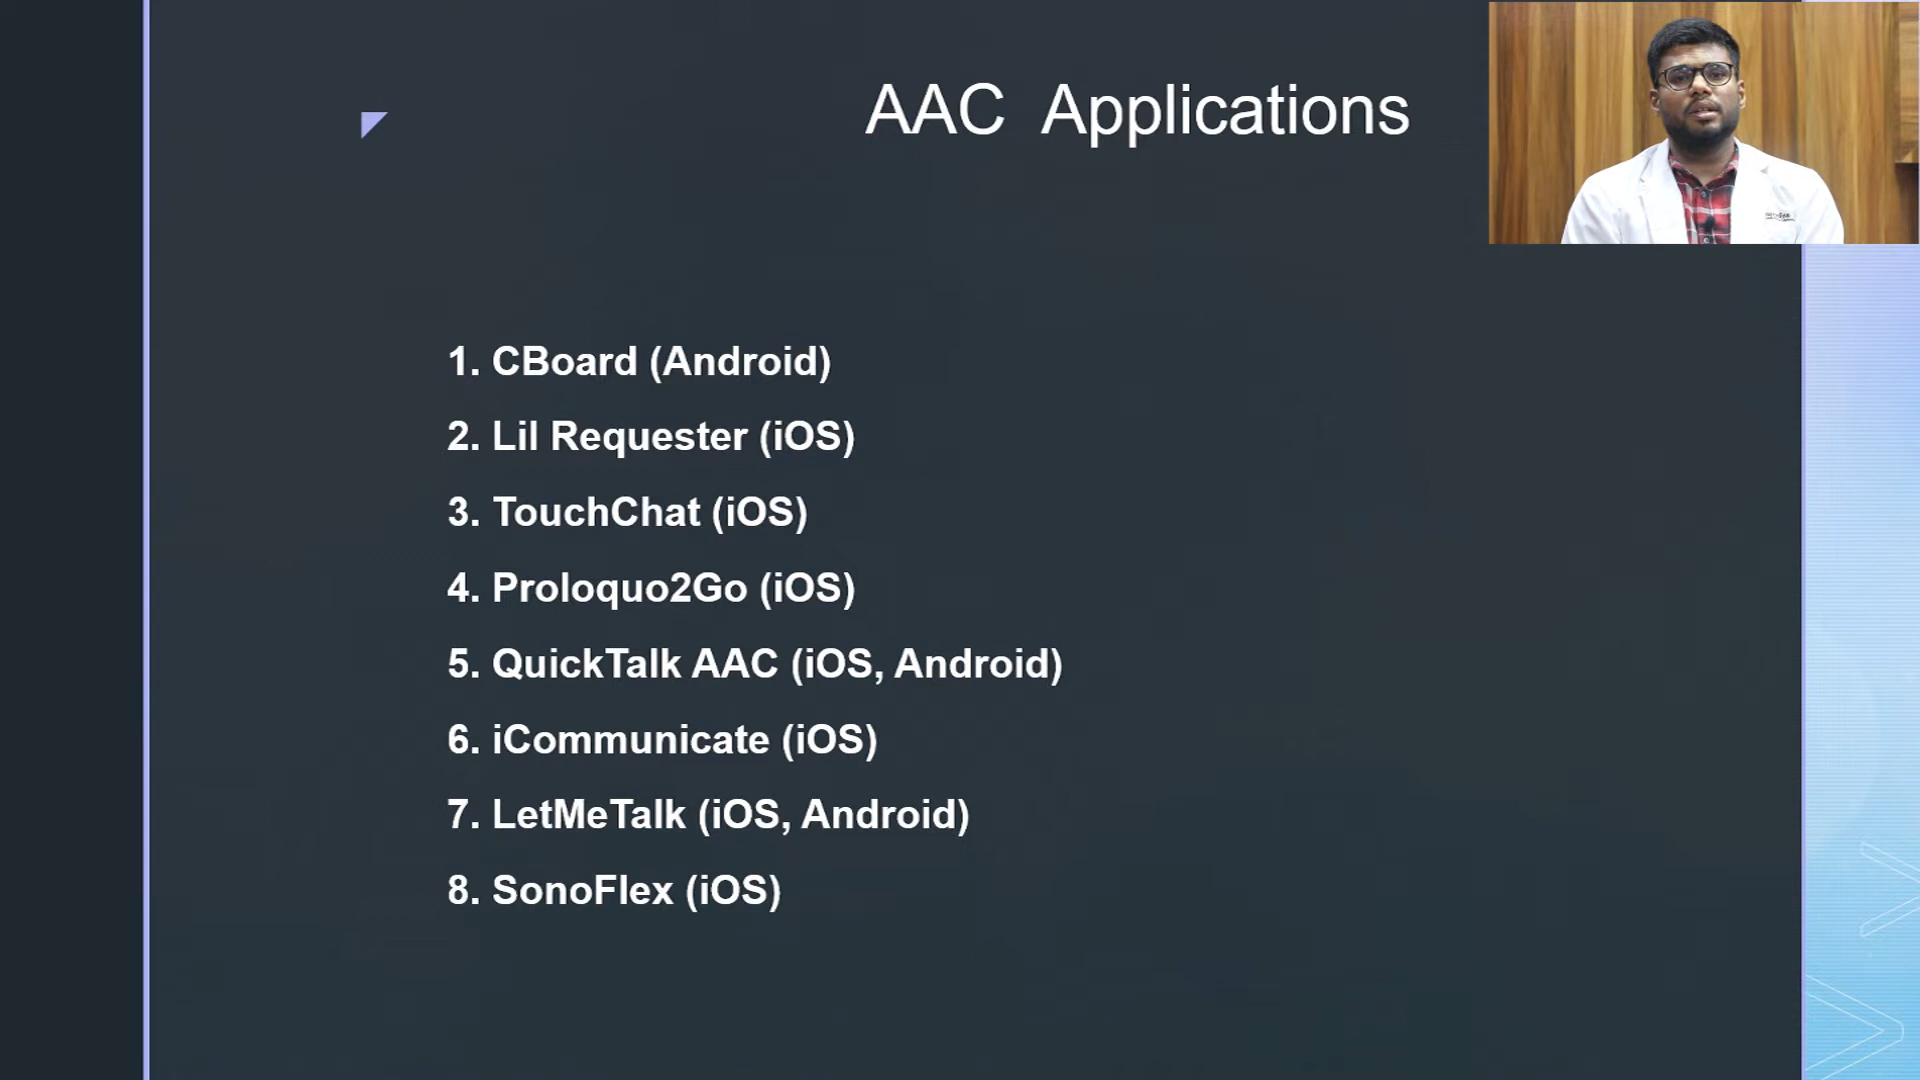 AAC Applications
1. CBoard (Android)
2. Lil Requester (iOS)
3. TouchChat (iOS)
4. Proloquo2Go (iOS)
5. QuickTalk AAC (iOS, Android)
6. iCommunicate (iOS)
7. LetMeTalk (iOS, Android)
8. SonoFlex (iOS)